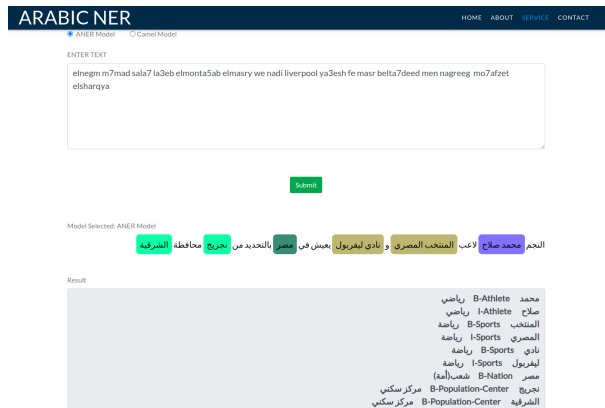 ARABIC NER
HOME ABOUT SERVICE CONTACT
ANER Model Camel Model
ENTER TEXT
elnegm m7mad sala7 la3eb elmonta5ab elmasry we nadi liverpool ya3esh fe masr belta7deed men nagreeg mo7afzet
elsharqya
Submit
Model Selected: ANER Model
النجم محمد صلاح لاعب المنتخب المصري و نادي ليفربول يعيش في مصر بالتحديد من نجريج محافظة الشرقية
Result
محمد B-Athlete رياضي
صلاح I-Athlete رياضي
المنتخب B-Sports رياضة
المصري I-Sports رياضة
نادي B-Sports رياضة
ليفربول I-Sports رياضة
مصر B-Nation شعب(أمة)
نجريج B-Population-Center مركز سكني
الشرقية B-Population-Center مركز سكني